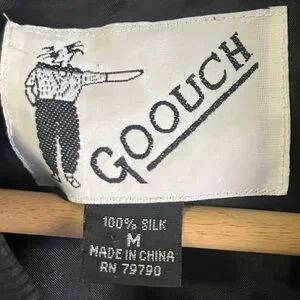 GOOUCH
100% SILK
M
MADE IN CHINA
RN 79790